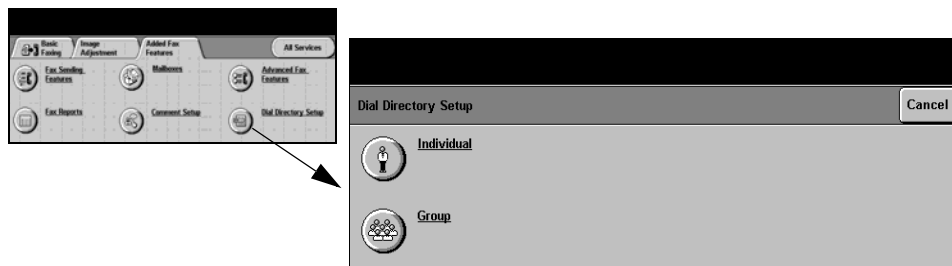 Basic Faxing
Image Adjustment
Added Fax Features
All Services
Fax Sending Features
Mailboxes
Advanced Fax Features
Fax Reports
Comment Setup
Dial Directory Setup
Dial Directory Setup
Cancel
Individual
Group